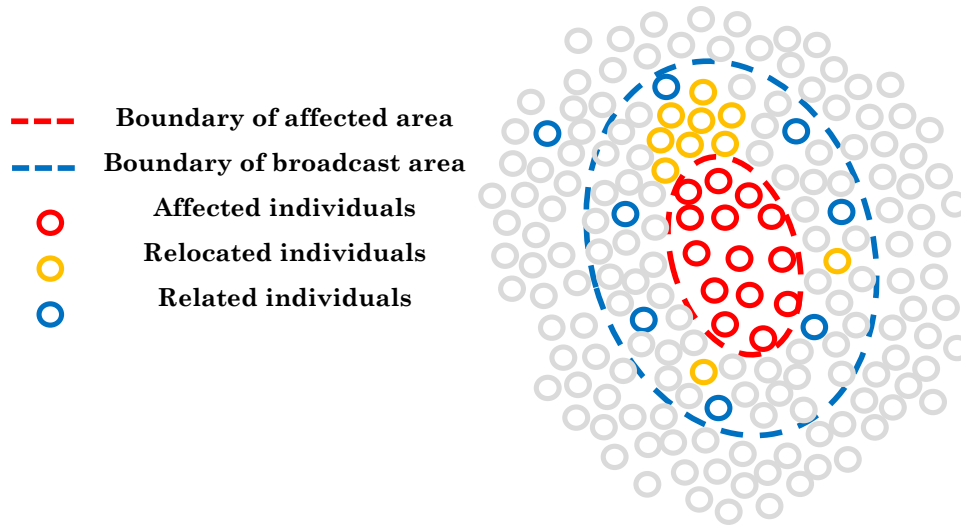 Boundary of affected area
Boundary of broadcast area
Affected individuals
Relocated individuals
Related individuals